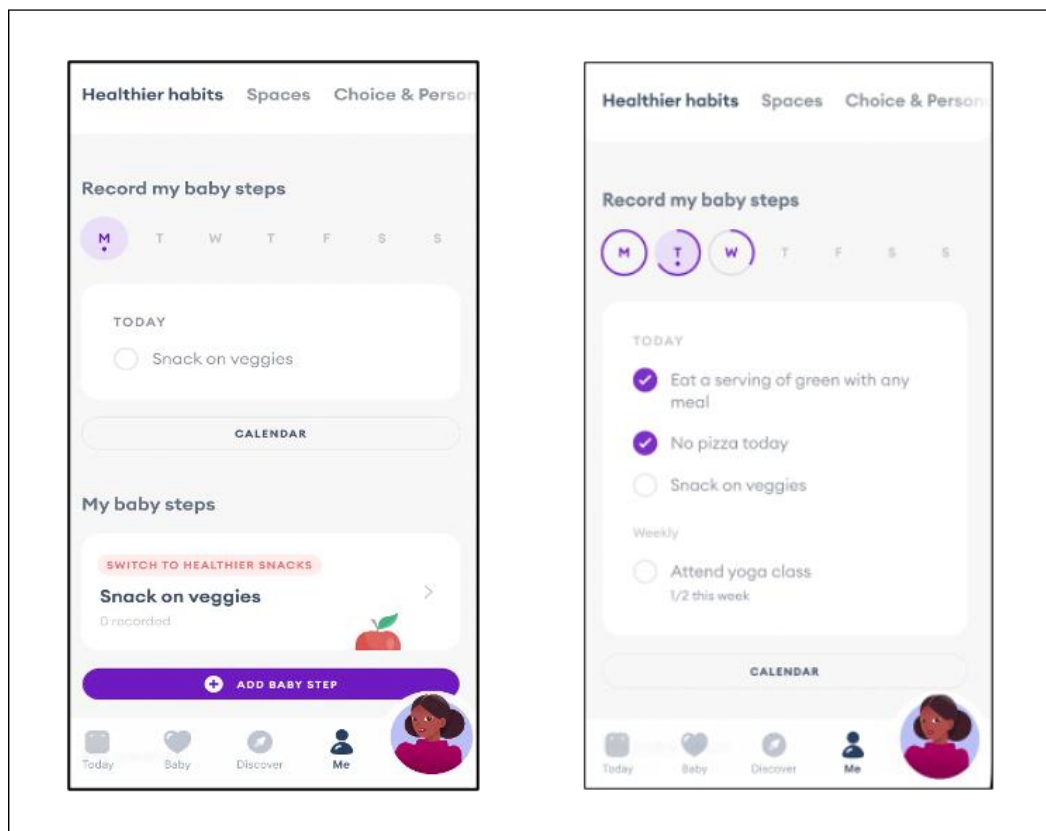 Healthier habits Spaces Choice & Person
Record my baby steps
M T W T F S S
TODAY
Snack on veggies
CALENDAR
My baby steps
SWITCH TO HEALTHIER SNACKS
Snack on veggies
0 recorded
ADD BABY STEP
Today Baby Discover Me
Healthier habits Spaces Choice & Person
Record my baby steps
M T W T F S S
TODAY
Eat a serving of green with any
meal
No pizza today
Snack on veggies
Weekly
Attend yoga class
1/2 this week
CALENDAR
Today Baby Discover Me